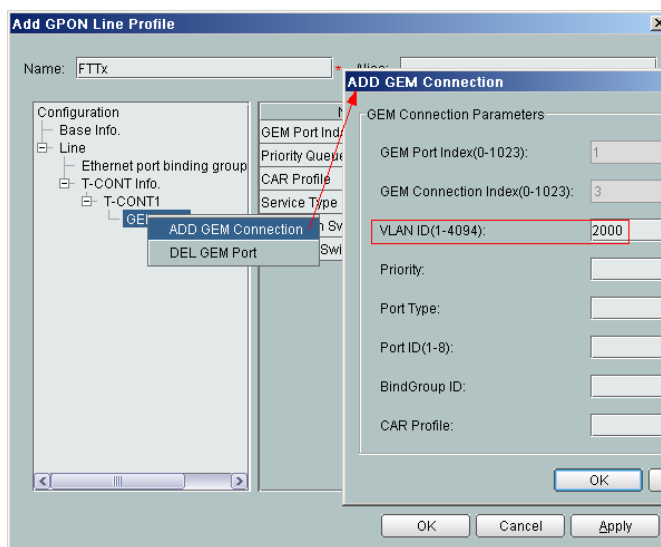 Add GPON Line Profile
Name: FTTx
*
ADD GEM Connection
Configuration
Base Info.
Line
Ethernet port binding group
T-CONT Info.
T-CONT1
ADD GEM Connection
DEL GEM Port
GEM Port
Priority Queue
CAR Profile
Service Type
GEM Connection Parameters
GEM Port Index(0-1023): 1
GEM Connection Index(0-1023): 3
VLAN ID(1-4094): 2000
Priority:
Port Type:
Port ID(1-8):
BindGroup ID:
CAR Profile:
OK
OK
Cancel
Apply